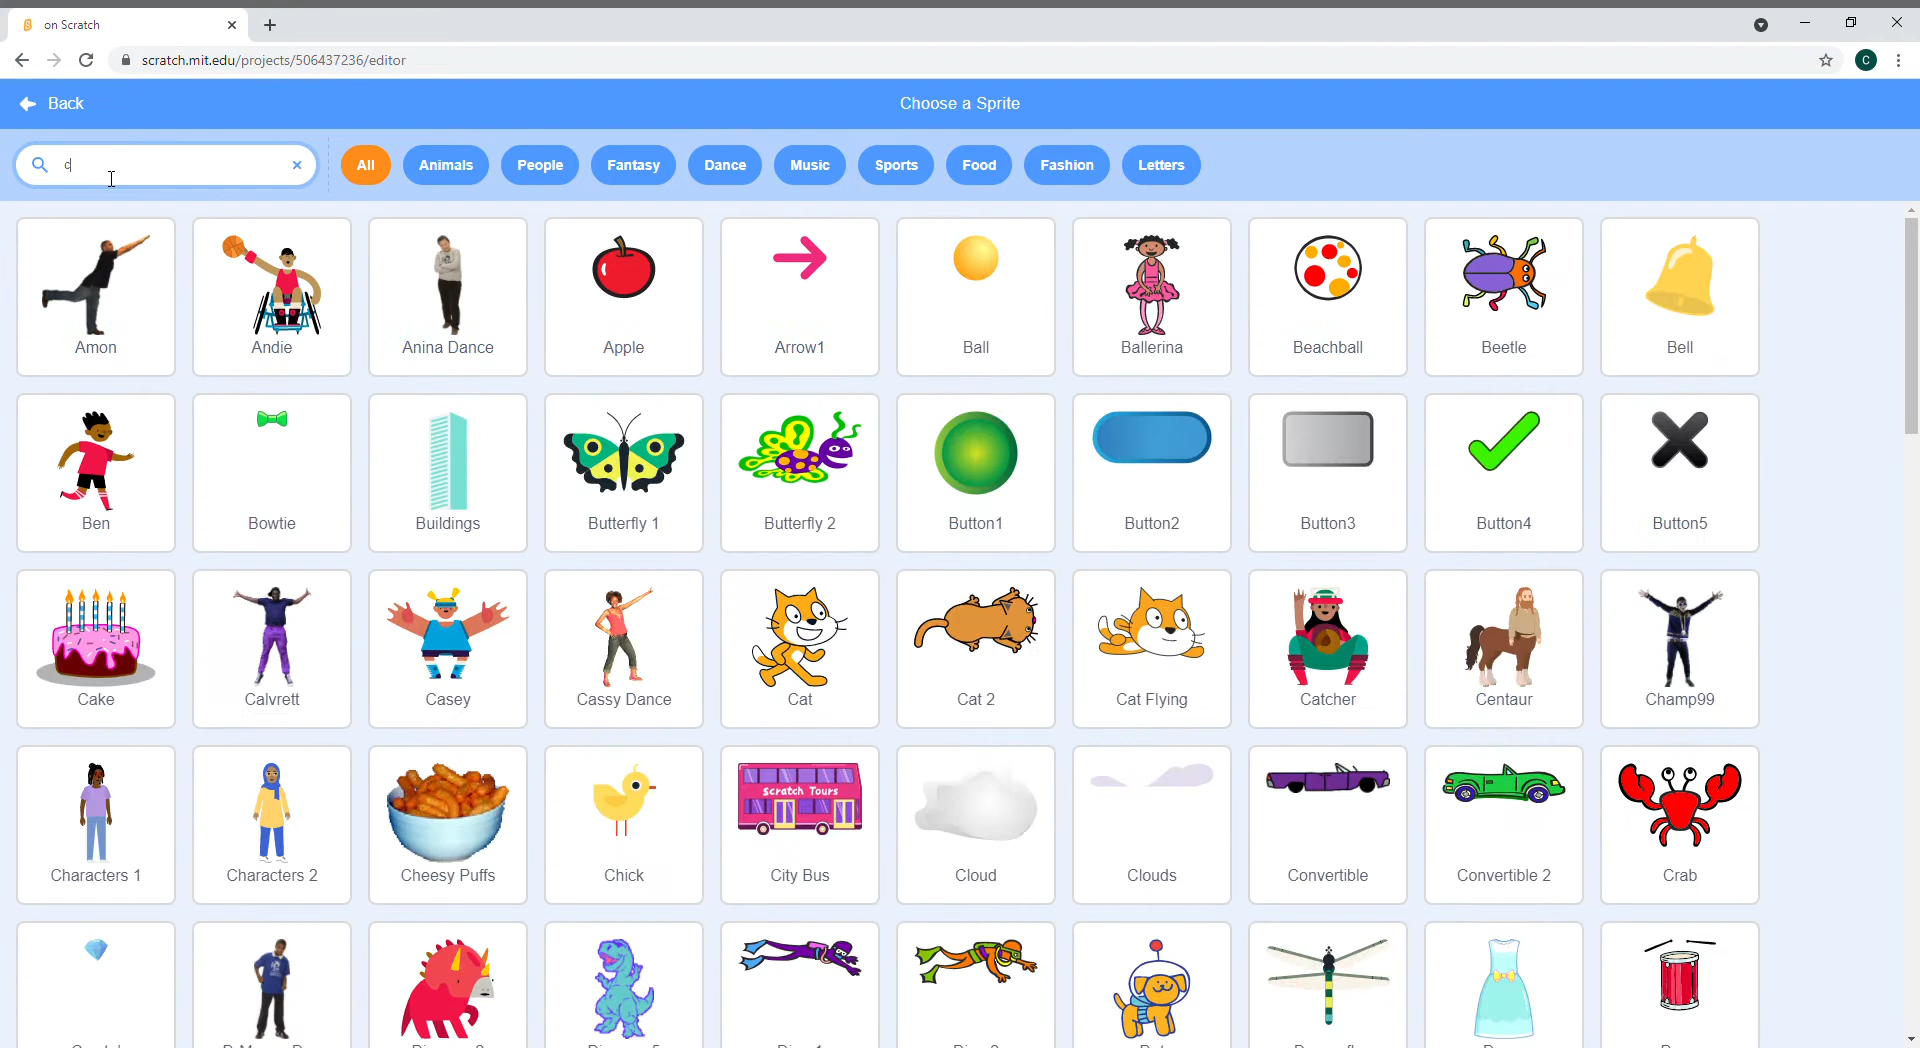 on Scratch
scratch.mit.edu/projects/506437236/editor
C
Back
Choose a Sprite
c
All
Animals
People
Fantasy
Dance
Music
Sports
Food
Fashion
Letters
Amon
Andie
Anina Dance
Apple
Arrow1
Ball
Ballerina
Beachball
Beetle
Bell
Ben
Bowtie
Buildings
Butterfly 1
Butterfly 2
Button1
Button2
Button3
Button4
Button5
Cake
Calvrett
Casey
Cassy Dance
Cat
Cat 2
Cat Flying
Catcher
Centaur
Champ99
Scratch Tours
Characters 1
Characters 2
Cheesy Puffs
Chick
City Bus
Cloud
Clouds
Convertible
Convertible 2
Crab